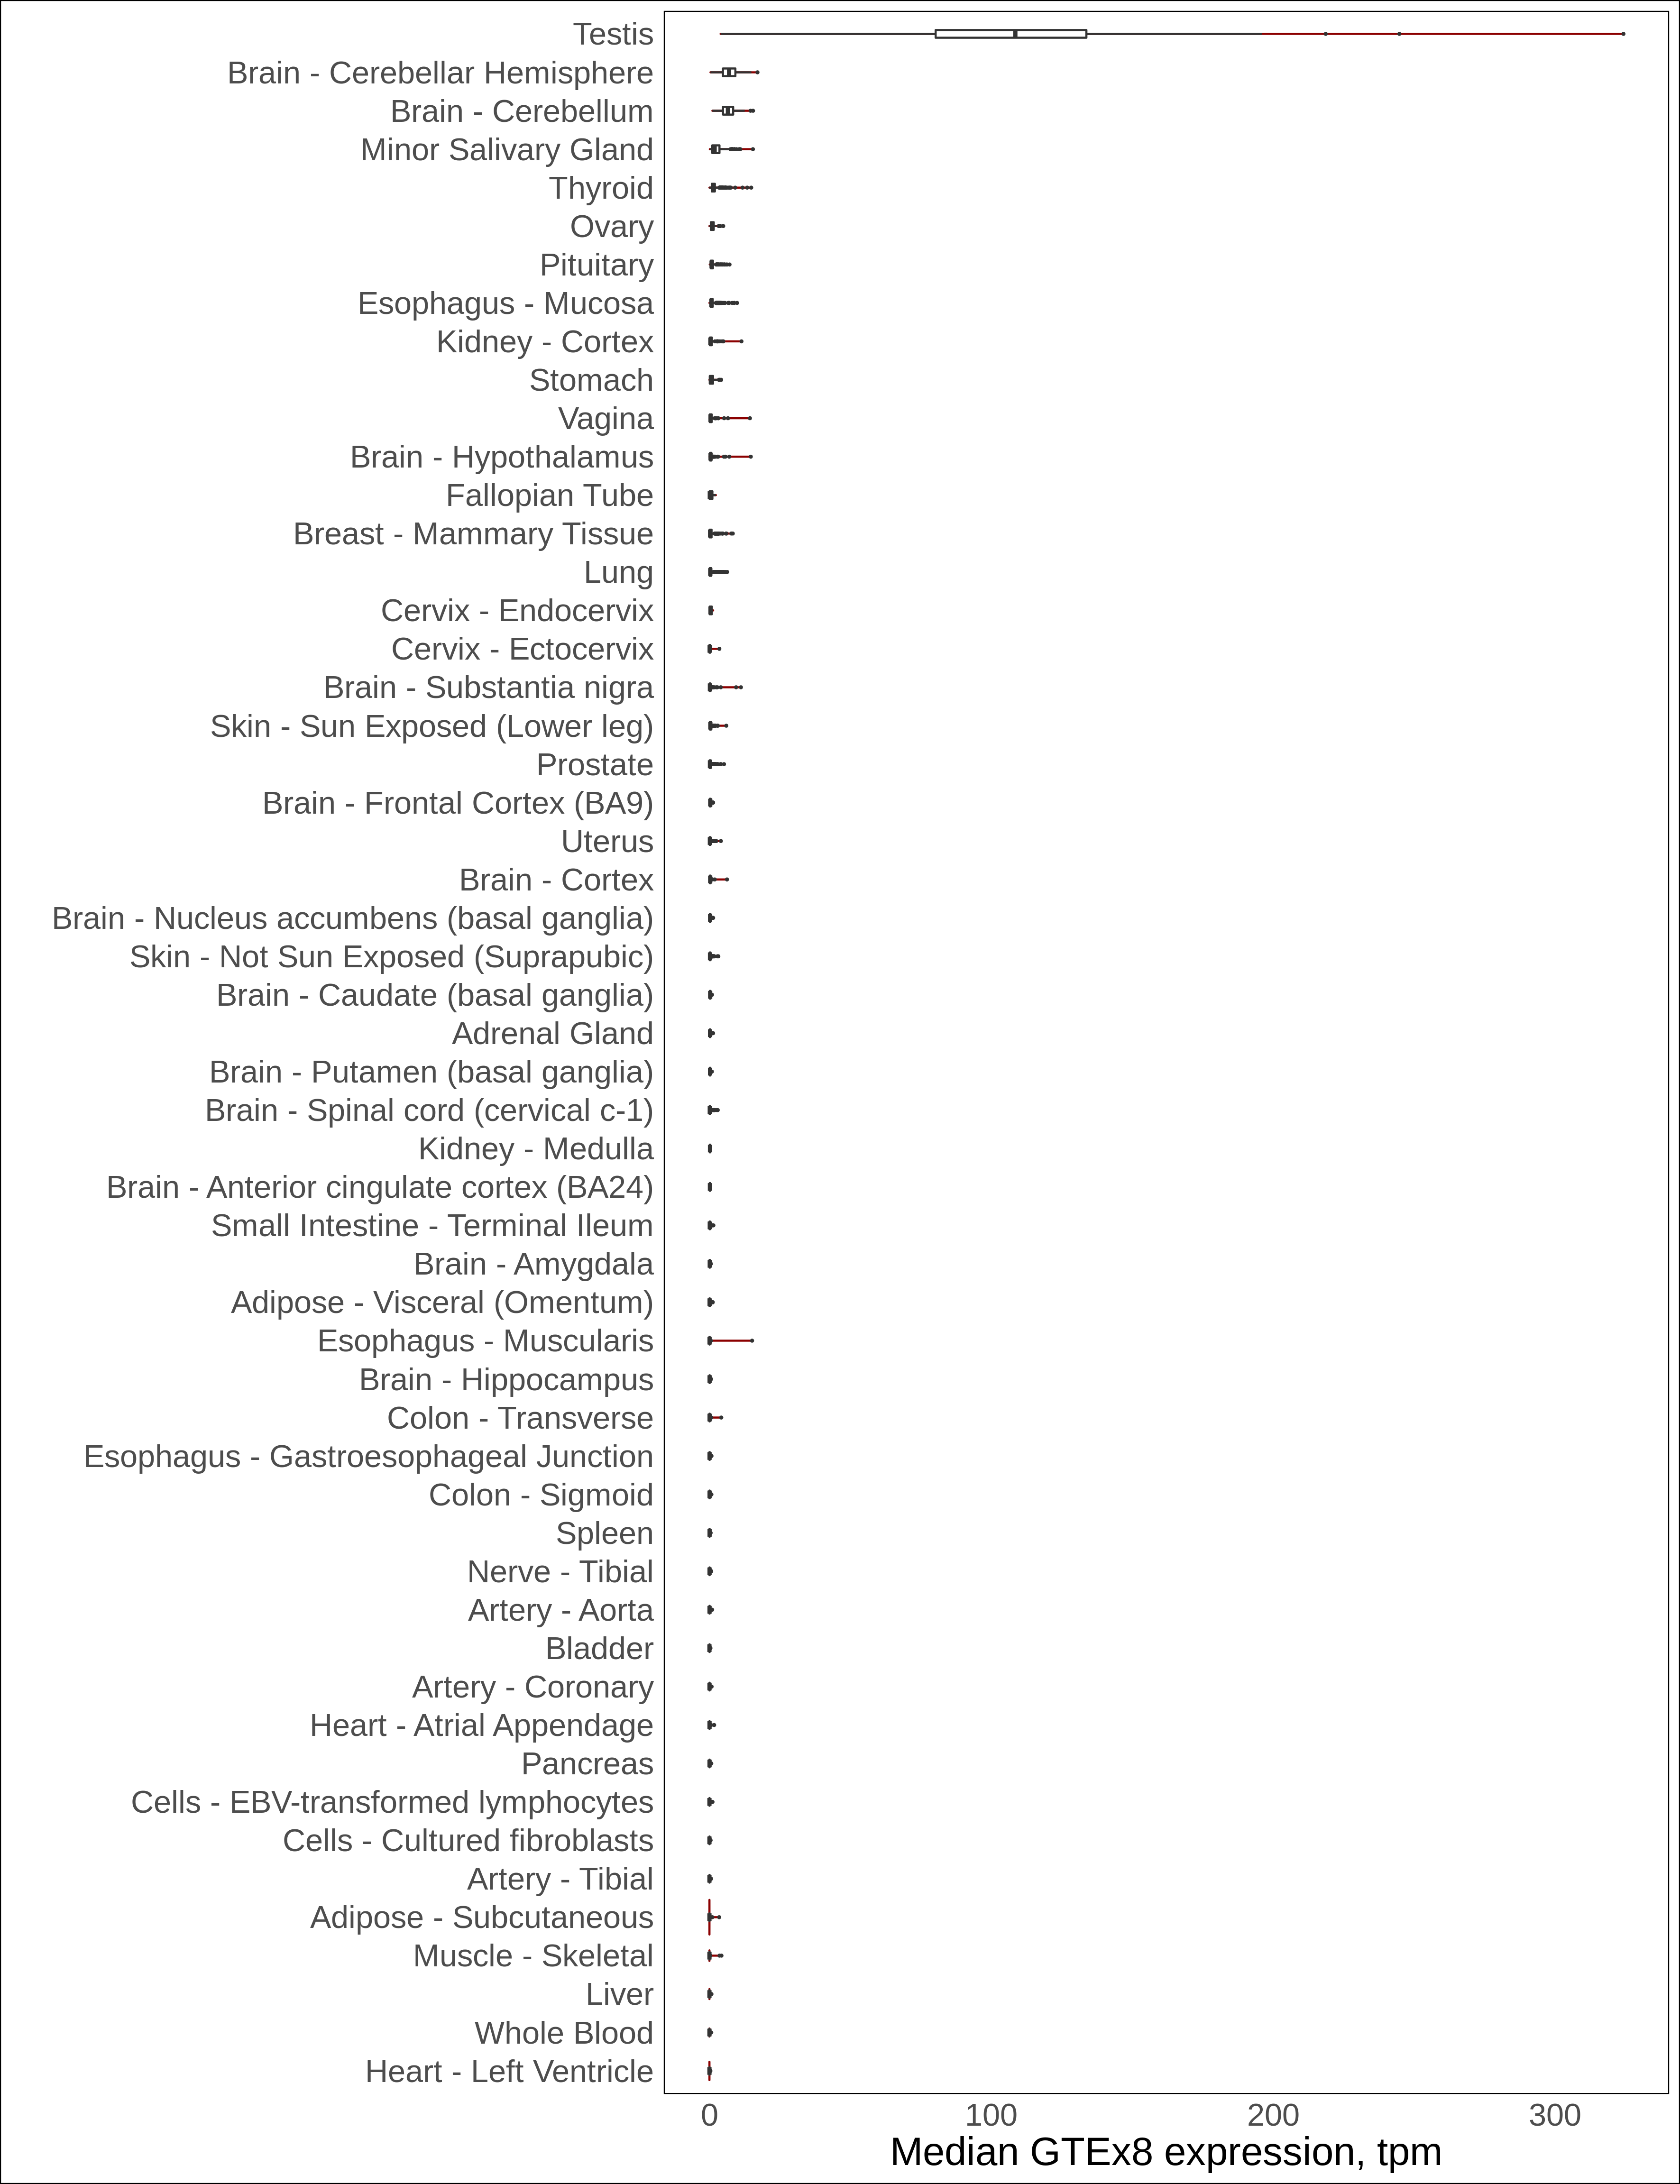 Testis
Brain - Cerebellar Hemisphere
Brain - Cerebellum
Minor Salivary Gland
Thyroid
Ovary
Pituitary
Esophagus - Mucosa
Kidney - Cortex
Stomach
Vagina
Brain - Hypothalamus
Fallopian Tube
Breast - Mammary Tissue
Lung
Cervix - Endocervix
Cervix - Ectocervix
Brain - Substantia nigra
Skin - Sun Exposed (Lower leg)
Prostate
Brain - Frontal Cortex (BA9)
Uterus
Brain - Cortex
Brain - Nucleus accumbens (basal ganglia)
Skin - Not Sun Exposed (Suprapubic)
Brain - Caudate (basal ganglia)
Adrenal Gland
Brain - Putamen (basal ganglia)
Brain - Spinal cord (cervical c-1)
Kidney - Medulla
Brain - Anterior cingulate cortex (BA24)
Small Intestine - Terminal Ileum
Brain - Amygdala
Adipose - Visceral (Omentum)
Esophagus - Muscularis
Brain - Hippocampus
Colon - Transverse
Esophagus - Gastroesophageal Junction
Colon - Sigmoid
Spleen
Nerve - Tibial
Artery - Aorta
Bladder
Artery - Coronary
Heart - Atrial Appendage
Pancreas
Cells - EBV-transformed lymphocytes
Cells - Cultured fibroblasts
Artery - Tibial
Adipose - Subcutaneous
Muscle - Skeletal
Liver
Whole Blood
Heart - Left Ventricle
0 100 200 300
Median GTEx8 expression, tpm